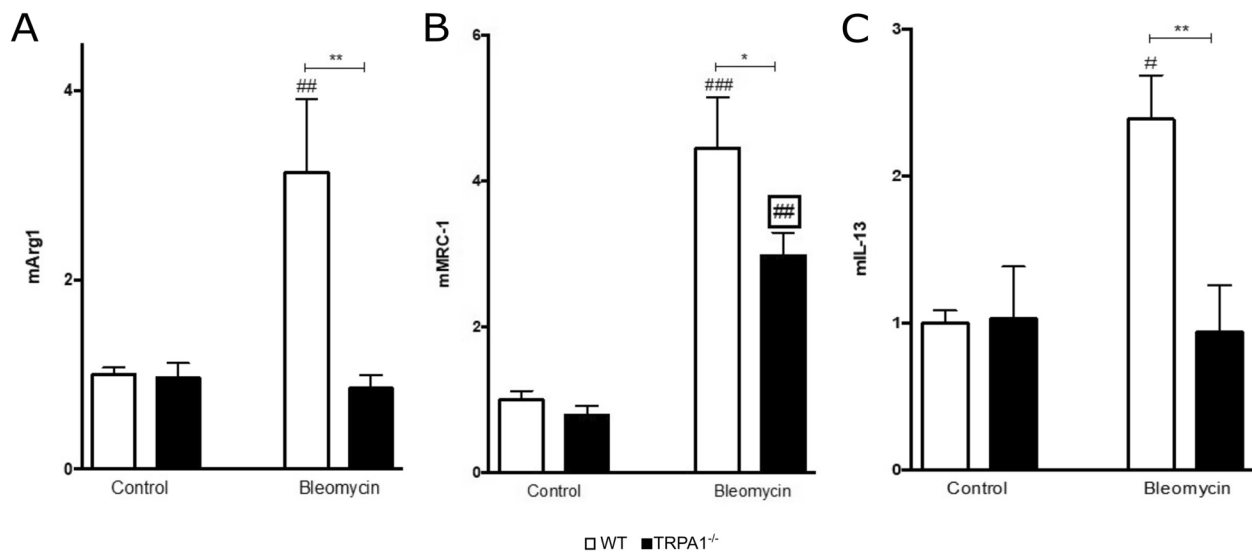 A
mArg1
4
2
0
##
**
Control
Bleomycin
B
mMRC-1
6
4
2
0
###
*
##
Control
Bleomycin
C
mIL-13
3
2
1
0
#
**
Control
Bleomycin
WT TRPA1-/-